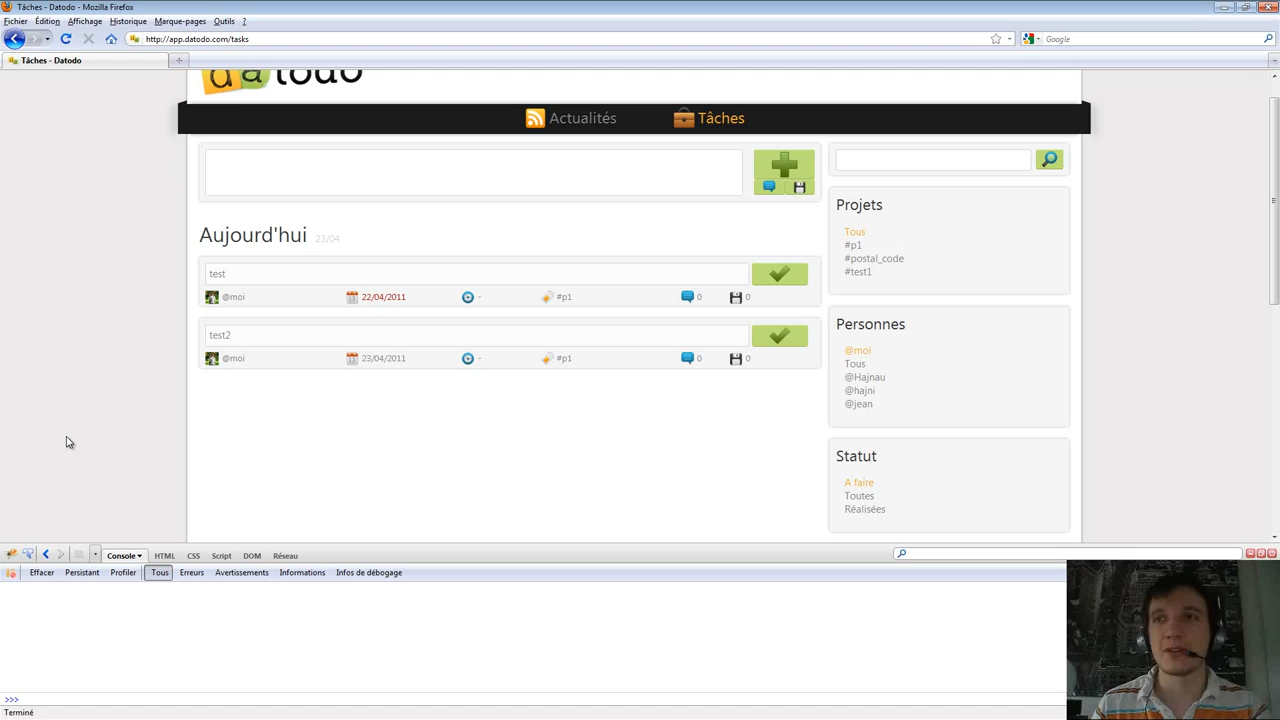 Tâches - Datodo - Mozilla Firefox
Fichier Édition Affichage Historique Marque-pages Outils ?
http://app.datodo.com/tasks
Google
Tâches - Datodo
datodo
Actualités Tâches
Projets
Tous
#p1
#postal_code
#test1
Aujourd'hui 23/04
test
@moi 22/04/2011 - #p1 0 0
test2
@moi 23/04/2011 - #p1 0 0
Personnes
@moi
Tous
@Hajnau
@hajni
@jean
Statut
A faire
Toutes
Réalisées
Console HTML CSS Script DOM Réseau
Effacer Persistant Profiler Tous Erreurs Avertissements Informations Infos de débogage
>>>
Terminé